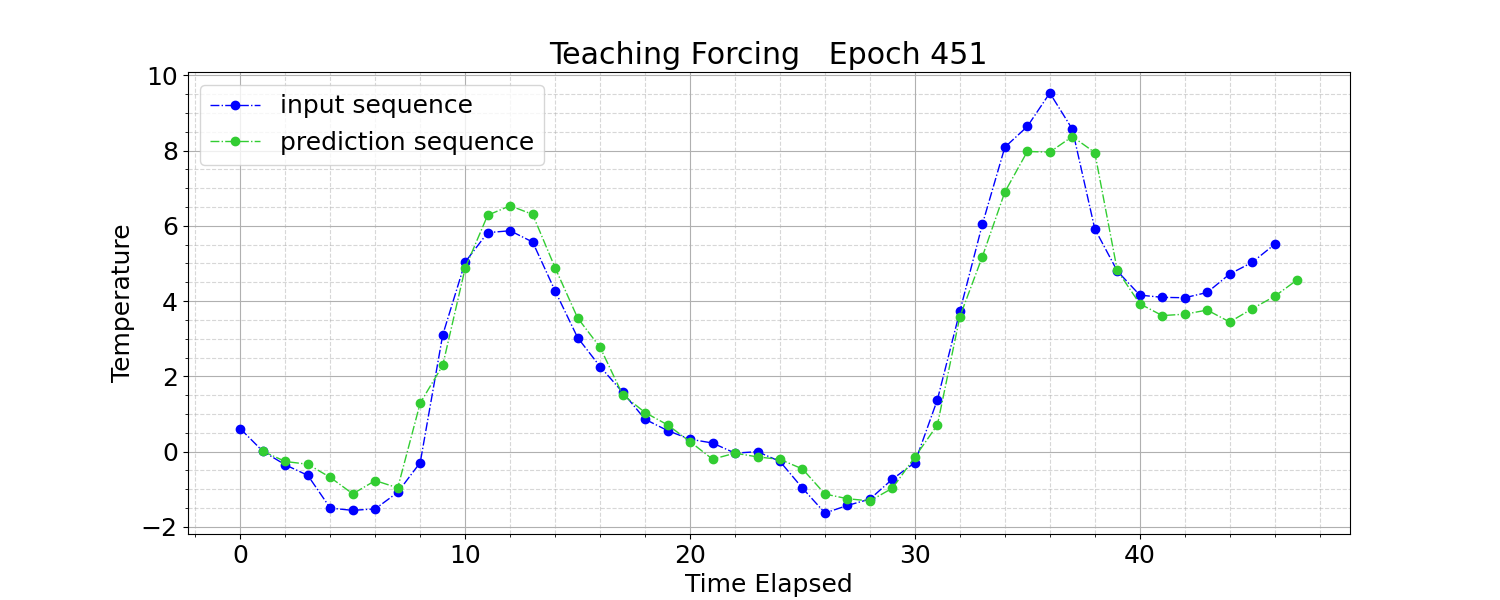 Teaching Forcing   Epoch 451
10
8
6
4
2
0
−2
Temperature
input sequence
prediction sequence
0 10 20 30 40
Time Elapsed